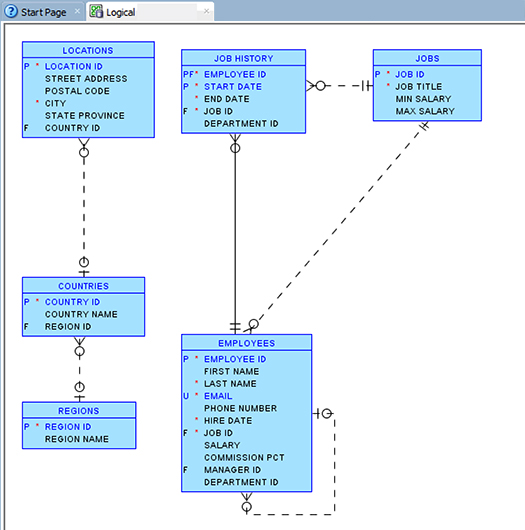 Start Page
Logical
LOCATIONS
P * LOCATION ID
STREET ADDRESS
POSTAL CODE
* CITY
STATE PROVINCE
F COUNTRY ID
JOB HISTORY
PF* EMPLOYEE ID
P * START DATE
* END DATE
F * JOB ID
DEPARTMENT ID
JOBS
P * JOB ID
* JOB TITLE
MIN SALARY
MAX SALARY
COUNTRIES
P * COUNTRY ID
COUNTRY NAME
F REGION ID
REGIONS
P * REGION ID
REGION NAME
EMPLOYEES
P * EMPLOYEE ID
FIRST NAME
* LAST NAME
U * EMAIL
PHONE NUMBER
* HIRE DATE
F * JOB ID
SALARY
COMMISSION PCT
F MANAGER ID
DEPARTMENT ID